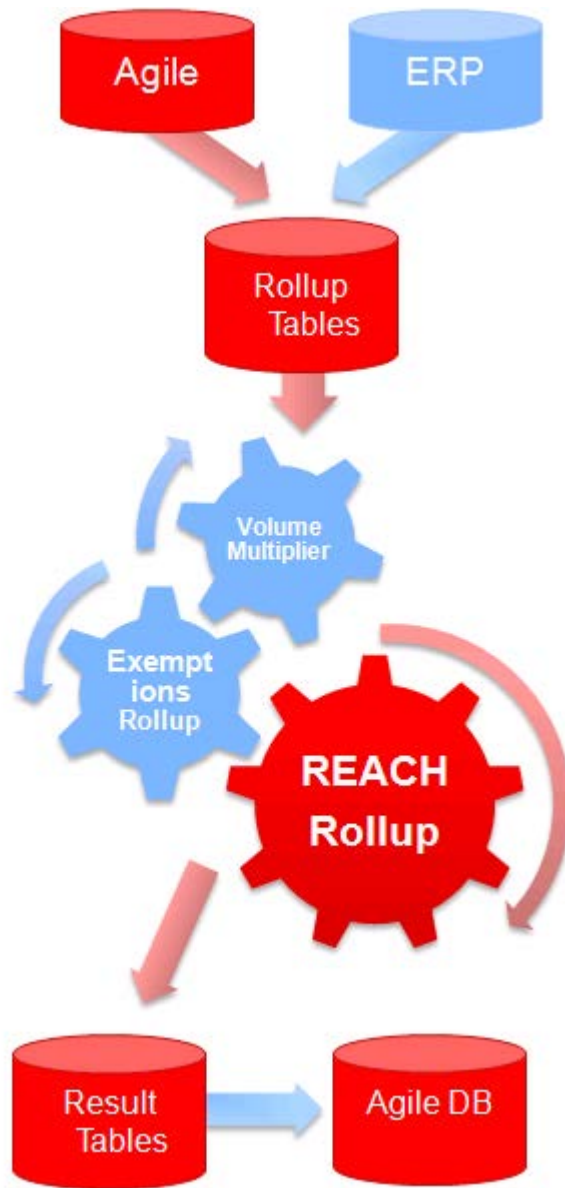 Agile
ERP
Rollup
Tables
Volume
Multiplier
Exempt
ions
Rollup
REACH
Rollup
Result
Tables
Agile DB